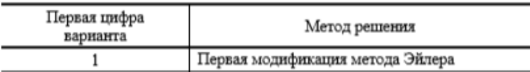 Первая цифра варианта
Метод решения
1
Первая модификация метода Эйлера